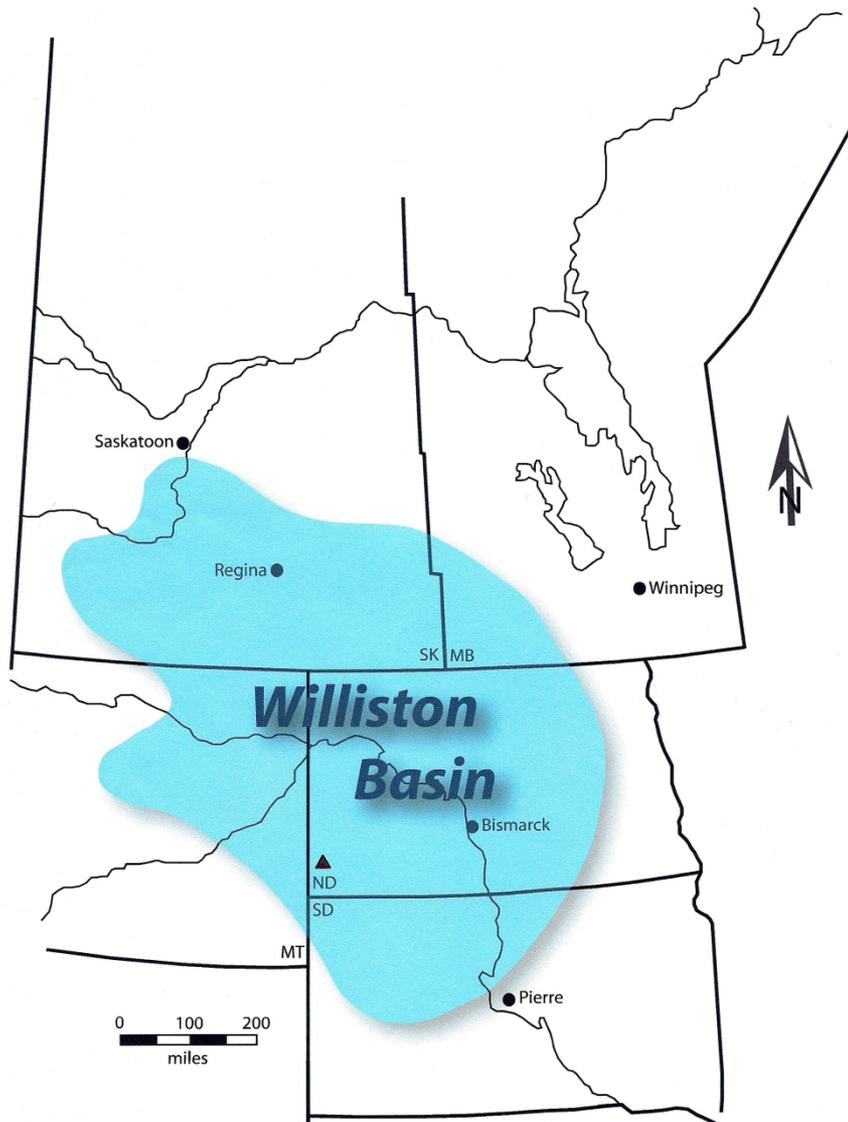 Saskatoon
N
Regina
Winnipeg
SK MB
Williston
Basin
Bismarck
ND
SD
MT
Pierre
0 100 200
miles